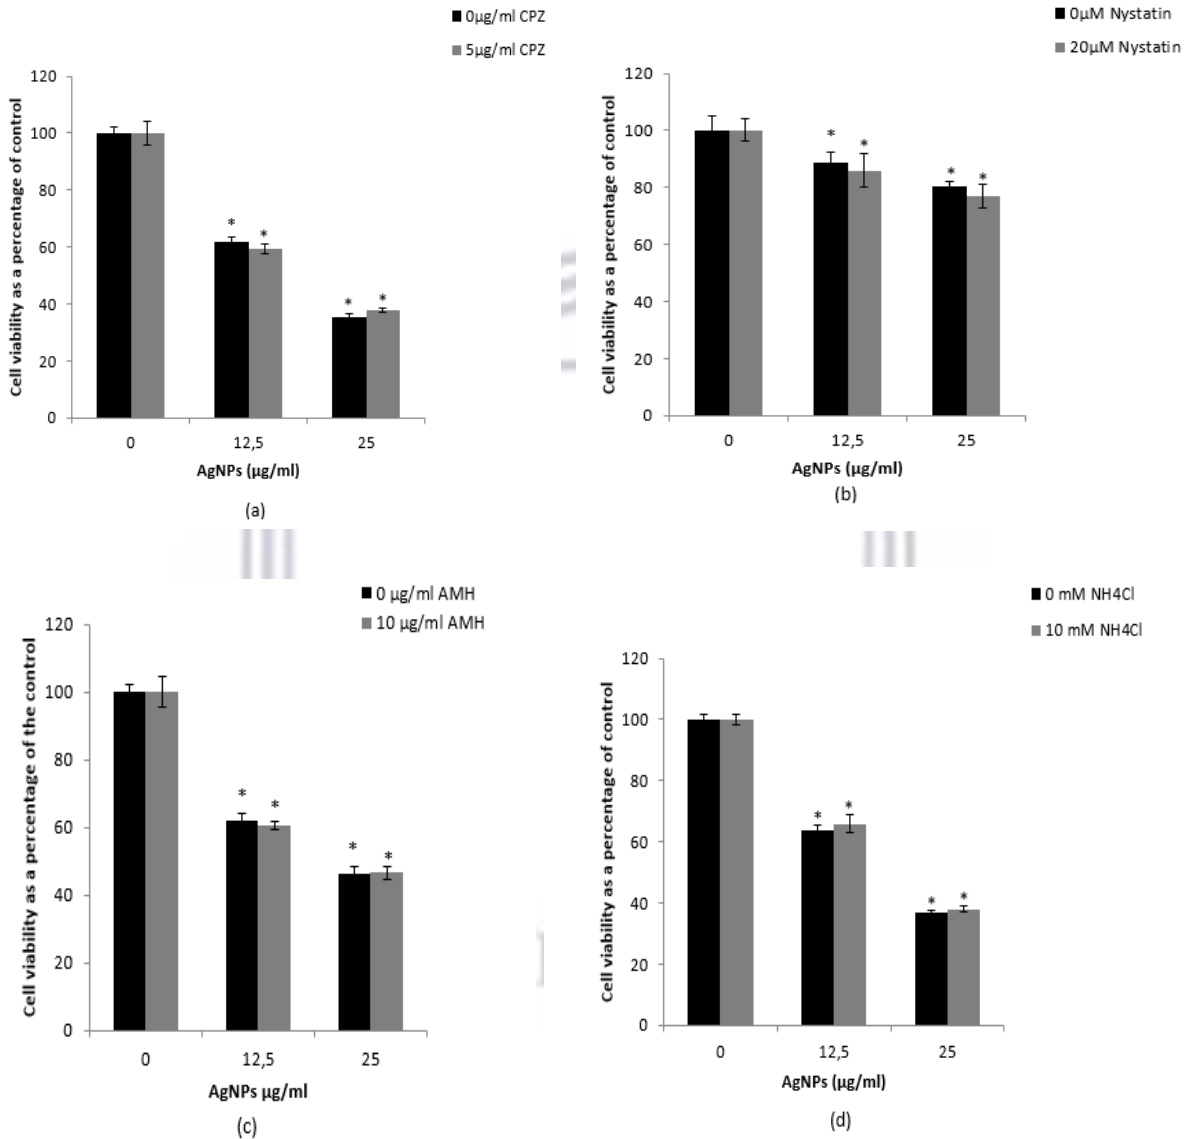 0µg/ml CPZ
5µg/ml CPZ
Cell viability as a percentage of control
120
100
80
60
40
20
0
* * * *
0 12,5 25
AgNPs (µg/ml)
(a)
0µM Nystatin
20µM Nystatin
Cell viability as a percentage of control
120
100
80
60
40
20
0
* * * *
0 12,5 25
AgNPs (µg/ml)
(b)
0 µg/ml AMH
10 µg/ml AMH
Cell viability as a percentage of the control
120
100
80
60
40
20
0
* * * *
0 12,5 25
AgNPs µg/ml
(c)
0 mM NH4Cl
10 mM NH4Cl
Cell viability as a percentage of control
120
100
80
60
40
20
0
* * * *
0 12,5 25
AgNPs (µg/ml)
(d)